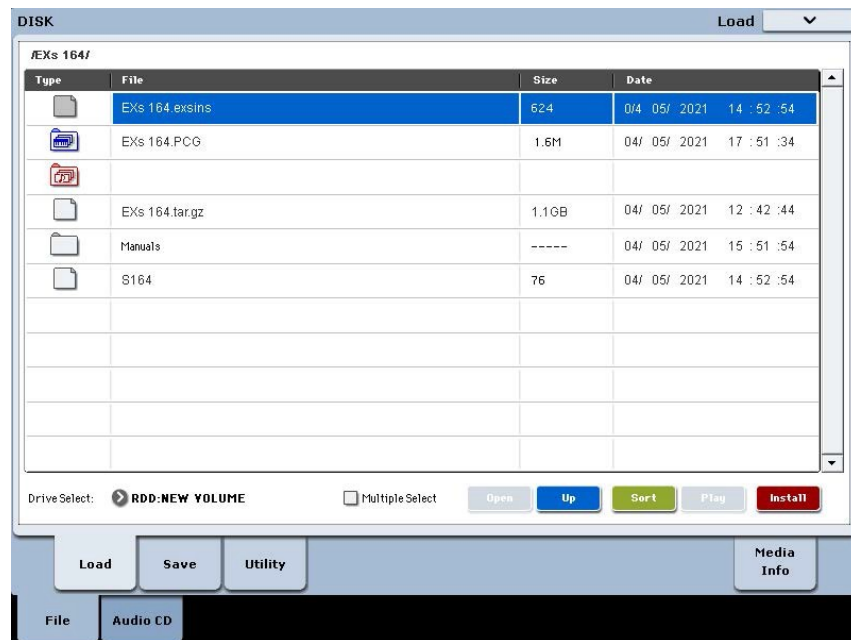 DISK Load
/EXs 164/
Type File Size Date
EXs 164.exsins 624 0/4 05/ 2021 14 : 52 :54
EXs 164.PCG 1.6M 04/ 05/ 2021 17 : 51 :34
EXs 164.tar.gz 1.1GB 04/ 05/ 2021 12 : 42 :44
Manuals ----- 04/ 05/ 2021 15 : 51 :54
S164 76 04/ 05/ 2021 14 : 52 :54
Drive Select: RDD:NEW VOLUME Multiple Select Open Up Sort Play Install
Load Save Utility Media Info
File Audio CD